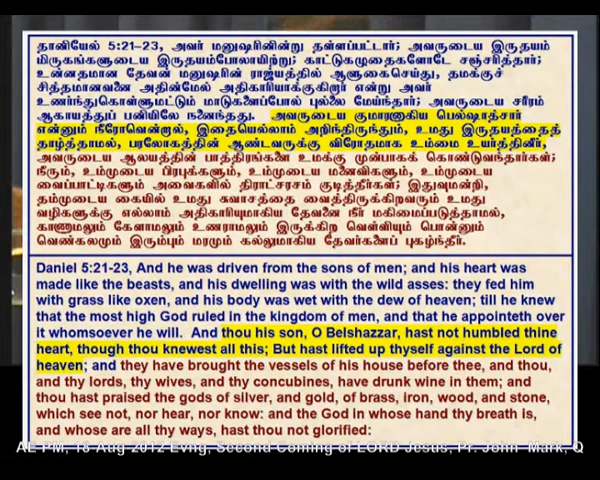 தானியேல் 5:21-23, அவர் மனுஷரினின்று தள்ளப்பட்டார்; அவருடைய இருதயம்
மிருகங்களுடைய இருதயம்போலாயிற்று; காட்டுகழுதைகளோடே சஞ்சரித்தார்;
உன்னதமான தேவன் மனுஷரின் ராஜ்யத்தில் ஆளுகைசெய்து, தமக்குச்
சித்தமானவனை அதின்மேல் அதிகாரியாக்குகிறார் என்று அவர்
உணர்ந்துகொள்ளுமட்டும் மாடுகளைப்போல் புல்லை மேய்ந்தார்; அவருடைய சரீரம்
ஆகாயத்துப் பனியிலே நனைந்தது. அவருடைய குமாரனாகிய பெல்ஷாத்சார்
என்னும் நீரோவென்றால், இதையெல்லாம் அறிந்திருந்தும், உமது இருதயத்தைத்
தாழ்த்தாமல், பரலோகத்தின் ஆண்டவருக்கு விரோதமாக உம்மை உயர்த்தினீர்,
அவருடைய ஆலயத்தின் பாத்திரங்களை உமக்கு முன்பாகக் கொண்டுவந்தார்கள்;
நீரும், உம்முடைய பிரபுக்களும், உம்முடைய மனைவிகளும், உம்முடைய
வைப்பாட்டிகளும் அவைகளில் திராட்சரசம் குடித்தீர்கள்; இதுவுமன்றி,
தம்முடைய கையில் உமது சுவாசத்தை வைத்திருக்கிறவரும் உமது
வழிகளுக்கு எல்லாம் அதிகாரியுமாகிய தேவனை நீர் மகிமைப்படுத்தாமல்,
காணாமலும் கேளாமலும் உணராமலும் இருக்கிற வெள்ளியும் பொன்னும்
வெண்கலமும் இரும்பும் மரமும் கல்லுமாகிய தேவர்களைப் புகழ்ந்தீர்.
Daniel 5:21-23, And he was driven from the sons of men; and his heart was
made like the beasts, and his dwelling was with the wild asses: they fed him
with grass like oxen, and his body was wet with the dew of heaven; till he knew
that the most high God ruled in the kingdom of men, and that he appointeth over
it whomsoever he will. And thou his son, O Belshazzar, hast not humbled thine
heart, though thou knewest all this; But hast lifted up thyself against the Lord of
heaven; and they have brought the vessels of his house before thee, and thou,
and thy lords, thy wives, and thy concubines, have drunk wine in them; and
thou hast praised the gods of silver, and gold, of brass, iron, wood, and stone,
which see not, nor hear, nor know: and the God in whose hand thy breath is,
and whose are all thy ways, hast thou not glorified:
AE PM, 18 Aug 2012 Evng, Second Coming of LORD Jesus, Pr. John Mark, Q